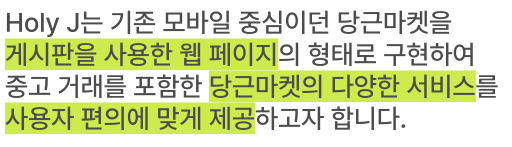 Holy J는 기존 모바일 중심이던 당근마켓을
게시판을 사용한 웹 페이지의 형태로 구현하여
중고 거래를 포함한 당근마켓의 다양한 서비스를
사용자 편의에 맞게 제공하고자 합니다.